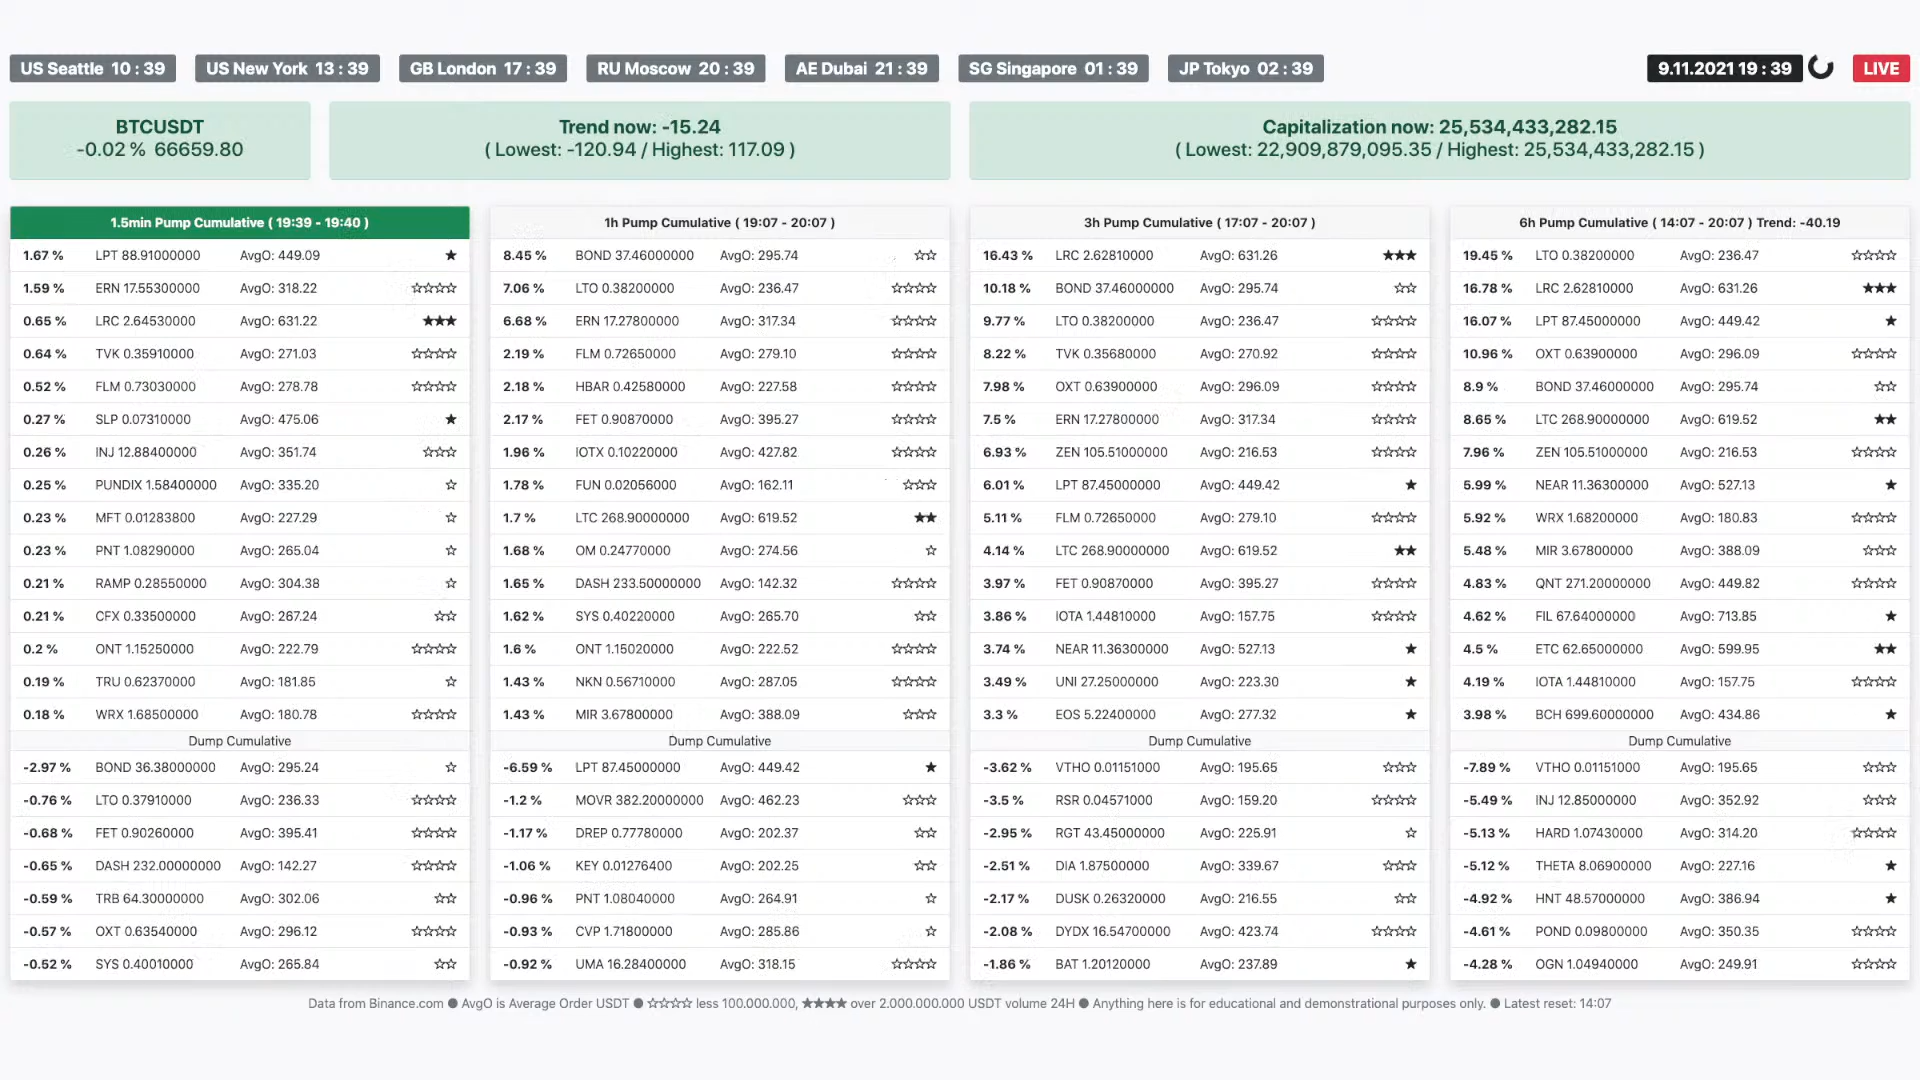 US Seattle 10 : 39
US New York 13 : 39
GB London 17 : 39
RU Moscow 20 : 39
AE Dubai 21 : 39
SG Singapore 01 : 39
JP Tokyo 02 : 39
9.11.2021 19 : 39
LIVE
BTCUSDT
-0.02 % 66659.80
Trend now: -15.24
( Lowest: -120.94 / Highest: 117.09 )
Capitalization now: 25,534,433,282.15
( Lowest: 22,909,879,095.35 / Highest: 25,534,433,282.15 )
1.5min Pump Cumulative ( 19:39 - 19:40 )
1.67 % LPT 88.91000000 AvgO: 449.09 ★
1.59 % ERN 17.55300000 AvgO: 318.22 ☆☆☆☆
0.65 % LRC 2.64530000 AvgO: 631.22 ★★★
0.64 % TVK 0.35910000 AvgO: 271.03 ☆☆☆☆
0.52 % FLM 0.73030000 AvgO: 278.78 ☆☆☆☆
0.27 % SLP 0.07310000 AvgO: 475.06 ★
0.26 % INJ 12.88400000 AvgO: 351.74 ☆☆☆
0.25 % PUNDIX 1.58400000 AvgO: 335.20 ☆
0.23 % MFT 0.01283800 AvgO: 227.29 ☆
0.23 % PNT 1.08290000 AvgO: 265.04 ☆
0.21 % RAMP 0.28550000 AvgO: 304.38 ☆
0.21 % CFX 0.33500000 AvgO: 267.24 ☆☆
0.2 % ONT 1.15250000 AvgO: 222.79 ☆☆☆☆
0.19 % TRU 0.62370000 AvgO: 181.85 ☆
0.18 % WRX 1.68500000 AvgO: 180.78 ☆☆☆☆
Dump Cumulative
-2.97 % BOND 36.38000000 AvgO: 295.24 ☆
-0.76 % LTO 0.37910000 AvgO: 236.33 ☆☆☆☆
-0.68 % FET 0.90260000 AvgO: 395.41 ☆☆☆☆
-0.65 % DASH 232.00000000 AvgO: 142.27 ☆☆☆☆
-0.59 % TRB 64.30000000 AvgO: 302.06 ☆☆
-0.57 % OXT 0.63540000 AvgO: 296.12 ☆☆☆☆
-0.52 % SYS 0.40010000 AvgO: 265.84 ☆☆
1h Pump Cumulative ( 19:07 - 20:07 )
8.45 % BOND 37.46000000 AvgO: 295.74 ☆☆
7.06 % LTO 0.38200000 AvgO: 236.47 ☆☆☆☆
6.68 % ERN 17.27800000 AvgO: 317.34 ☆☆☆☆
2.19 % FLM 0.72650000 AvgO: 279.10 ☆☆☆☆
2.18 % HBAR 0.42580000 AvgO: 227.58 ☆☆☆☆
2.17 % FET 0.90870000 AvgO: 395.27 ☆☆☆☆
1.96 % IOTX 0.10220000 AvgO: 427.82 ☆☆☆☆
1.78 % FUN 0.02056000 AvgO: 162.11 ☆☆☆
1.7 % LTC 268.90000000 AvgO: 619.52 ★★
1.68 % OM 0.24770000 AvgO: 274.56 ☆
1.65 % DASH 233.50000000 AvgO: 142.32 ☆☆☆☆
1.62 % SYS 0.40220000 AvgO: 265.70 ☆☆
1.6 % ONT 1.15020000 AvgO: 222.52 ☆☆☆☆
1.43 % NKN 0.56710000 AvgO: 287.05 ☆☆☆☆
1.43 % MIR 3.67800000 AvgO: 388.09 ☆☆☆
Dump Cumulative
-6.59 % LPT 87.45000000 AvgO: 449.42 ★
-1.2 % MOVR 382.20000000 AvgO: 462.23 ☆☆☆
-1.17 % DREP 0.77780000 AvgO: 202.37 ☆☆
-1.06 % KEY 0.01276400 AvgO: 202.25 ☆☆
-0.96 % PNT 1.08040000 AvgO: 264.91 ☆
-0.93 % CVP 1.71800000 AvgO: 285.86 ☆
-0.92 % UMA 16.28400000 AvgO: 318.15 ☆☆☆☆
3h Pump Cumulative ( 17:07 - 20:07 )
16.43 % LRC 2.62810000 AvgO: 631.26 ★★★
10.18 % BOND 37.46000000 AvgO: 295.74 ☆☆
9.77 % LTO 0.38200000 AvgO: 236.47 ☆☆☆☆
8.22 % TVK 0.35680000 AvgO: 270.92 ☆☆☆☆
7.98 % OXT 0.63900000 AvgO: 296.09 ☆☆☆☆
7.5 % ERN 17.27800000 AvgO: 317.34 ☆☆☆☆
6.93 % ZEN 105.51000000 AvgO: 216.53 ☆☆☆☆
6.01 % LPT 87.45000000 AvgO: 449.42 ★
5.11 % FLM 0.72650000 AvgO: 279.10 ☆☆☆☆
4.14 % LTC 268.90000000 AvgO: 619.52 ★★
3.97 % FET 0.90870000 AvgO: 395.27 ☆☆☆☆
3.86 % IOTA 1.44810000 AvgO: 157.75 ☆☆☆☆
3.74 % NEAR 11.36300000 AvgO: 527.13 ★
3.49 % UNI 27.25000000 AvgO: 223.30 ★
3.3 % EOS 5.22400000 AvgO: 277.32 ★
Dump Cumulative
-3.62 % VTHO 0.01151000 AvgO: 195.65 ☆☆☆
-3.5 % RSR 0.04571000 AvgO: 159.20 ☆☆☆☆
-2.95 % RGT 43.45000000 AvgO: 225.91 ☆
-2.51 % DIA 1.87500000 AvgO: 339.67 ☆☆☆
-2.17 % DUSK 0.26320000 AvgO: 216.55 ☆☆
-2.08 % DYDX 16.54700000 AvgO: 423.74 ☆☆☆☆
-1.86 % BAT 1.20120000 AvgO: 237.89 ★
6h Pump Cumulative ( 14:07 - 20:07 ) Trend: -40.19
19.45 % LTO 0.38200000 AvgO: 236.47 ☆☆☆☆
16.78 % LRC 2.62810000 AvgO: 631.26 ★★★
16.07 % LPT 87.45000000 AvgO: 449.42 ★
10.96 % OXT 0.63900000 AvgO: 296.09 ☆☆☆☆
8.9 % BOND 37.46000000 AvgO: 295.74 ☆☆
8.65 % LTC 268.90000000 AvgO: 619.52 ★★
7.96 % ZEN 105.51000000 AvgO: 216.53 ☆☆☆☆
5.99 % NEAR 11.36300000 AvgO: 527.13 ★
5.92 % WRX 1.68200000 AvgO: 180.83 ☆☆☆☆
5.48 % MIR 3.67800000 AvgO: 388.09 ☆☆☆
4.83 % QNT 271.20000000 AvgO: 449.82 ☆☆☆☆
4.62 % FIL 67.64000000 AvgO: 713.85 ★
4.5 % ETC 62.65000000 AvgO: 599.95 ★★
4.19 % IOTA 1.44810000 AvgO: 157.75 ☆☆☆☆
3.98 % BCH 699.60000000 AvgO: 434.86 ★
Dump Cumulative
-7.89 % VTHO 0.01151000 AvgO: 195.65 ☆☆☆
-5.49 % INJ 12.85000000 AvgO: 352.92 ☆☆☆
-5.13 % HARD 1.07430000 AvgO: 314.20 ☆☆☆☆
-5.12 % THETA 8.06900000 AvgO: 227.16 ★
-4.92 % HNT 48.57000000 AvgO: 386.94 ★
-4.61 % POND 0.09800000 AvgO: 350.35 ☆☆☆☆
-4.28 % OGN 1.04940000 AvgO: 249.91 ☆☆☆☆
Data from Binance.com ● AvgO is Average Order USDT ● ☆☆☆☆ less 100.000.000, ★★★★ over 2.000.000.000 USDT volume 24H ● Anything here is for educational and demonstrational purposes only. ● Latest reset: 14:07